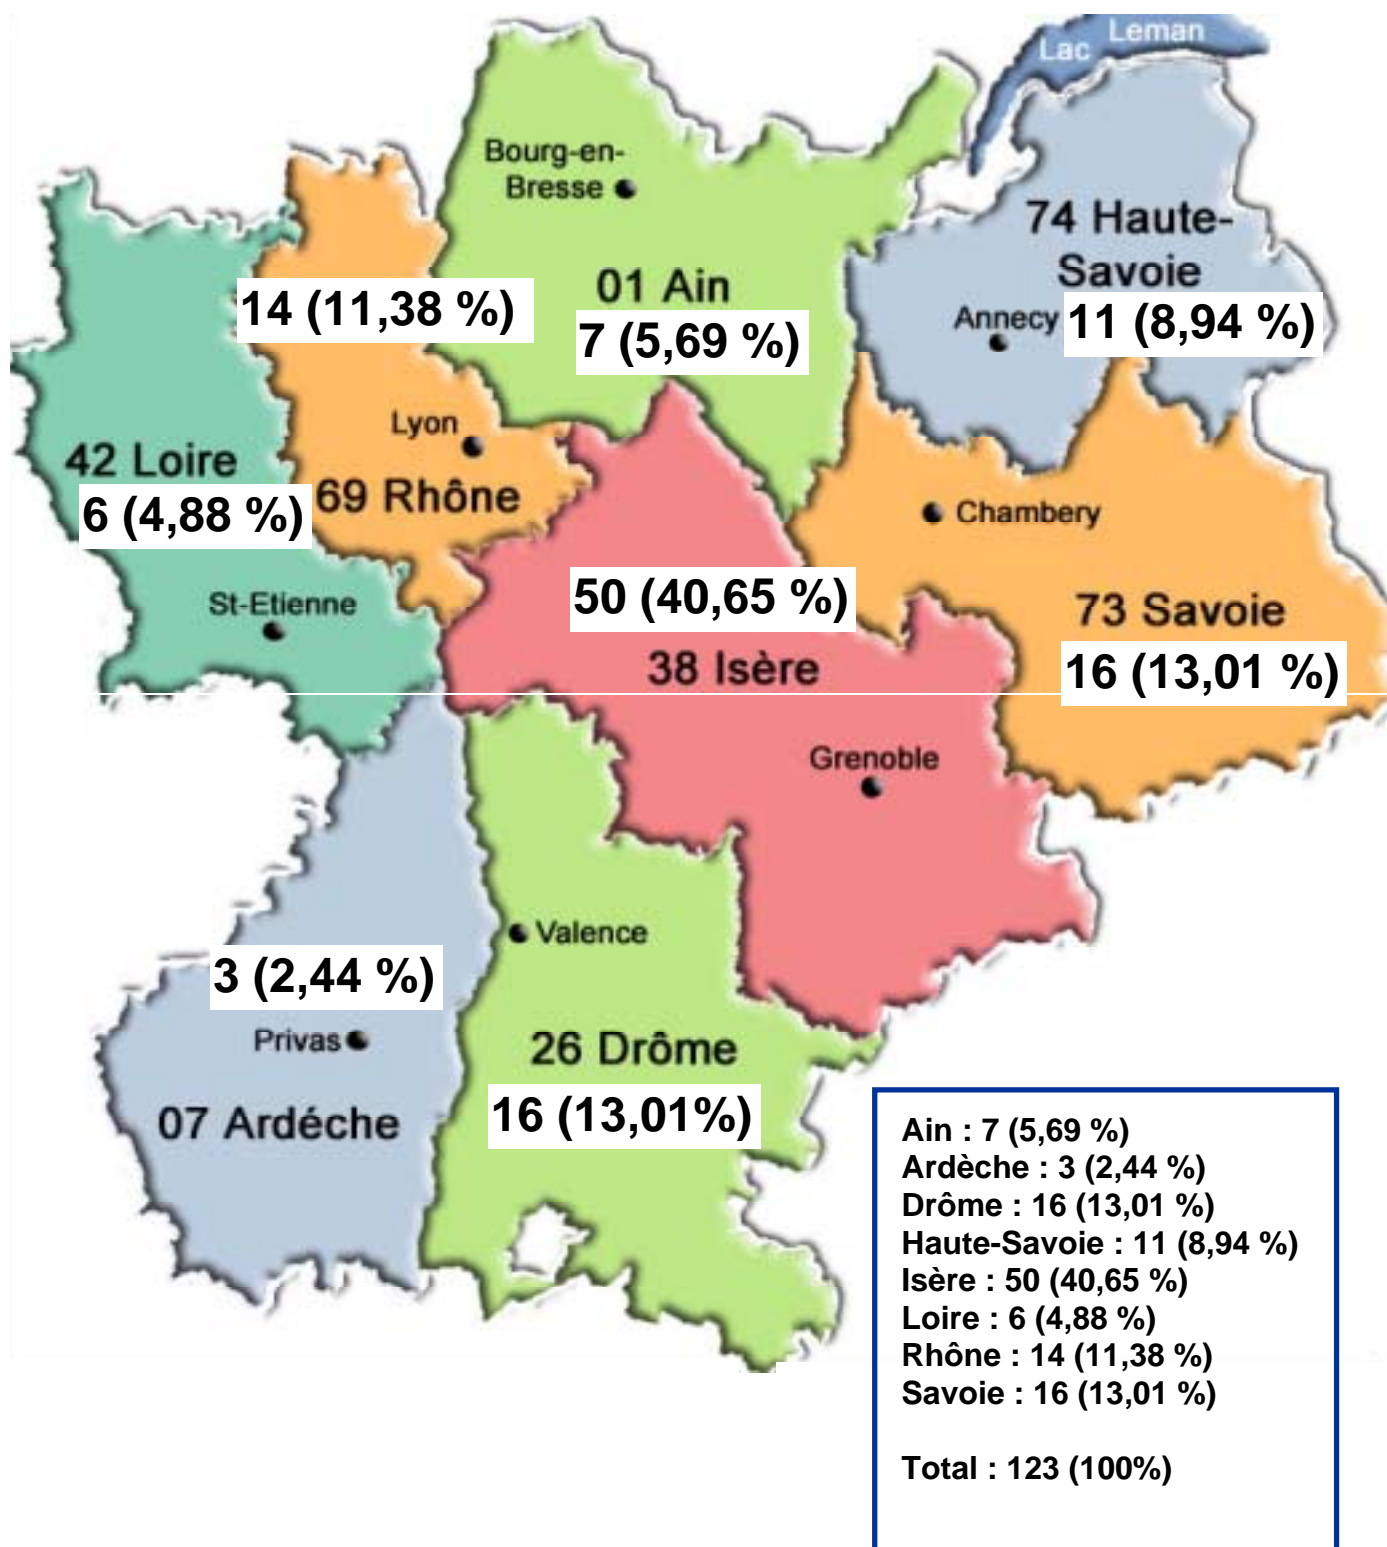 Leman
Lac
Bourg-en-
Bresse
74 Haute-
Savoie
01 Ain
14 (11,38 %)
7 (5,69 %)
Annecy
11 (8,94 %)
Lyon
42 Loire
69 Rhône
6 (4,88 %)
Chambery
50 (40,65 %)
St-Etienne
73 Savoie
38 Isère
16 (13,01 %)
Grenoble
Valence
3 (2,44 %)
Privas
26 Drôme
07 Ardéche
16 (13,01%)
Ain : 7 (5,69 %)
Ardèche : 3 (2,44 %)
Drôme : 16 (13,01 %)
Haute-Savoie : 11 (8,94 %)
Isère : 50 (40,65 %)
Loire : 6 (4,88 %)
Rhône : 14 (11,38 %)
Savoie : 16 (13,01 %)
Total : 123 (100%)